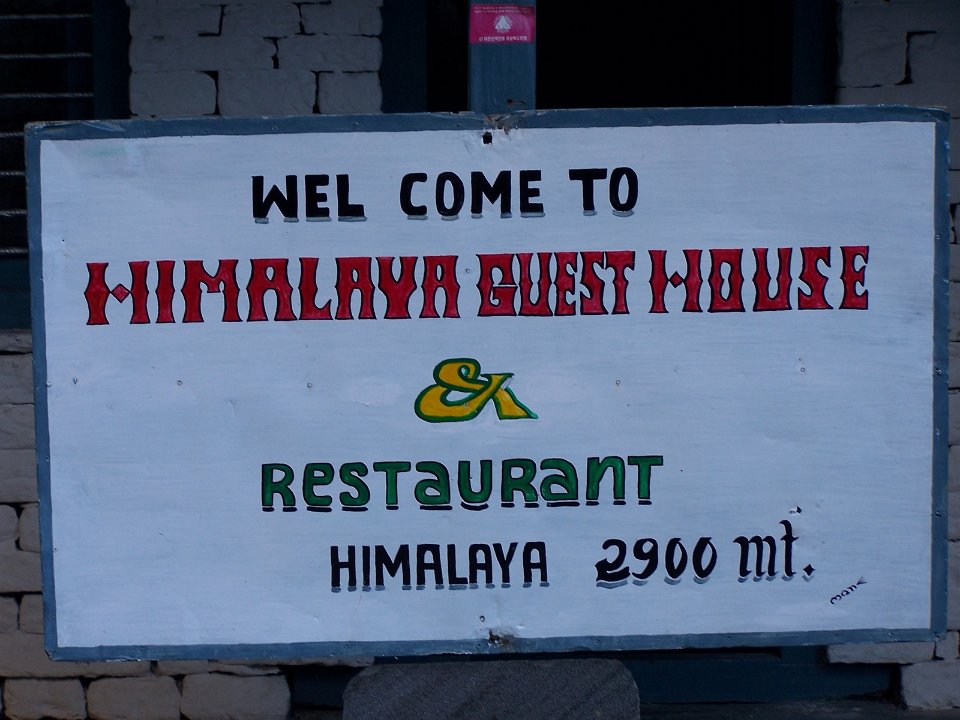 WEL COME TO
HIMALAYA GUEST HOUSE
&
Restaurant
HIMALAYA 2900 mt.